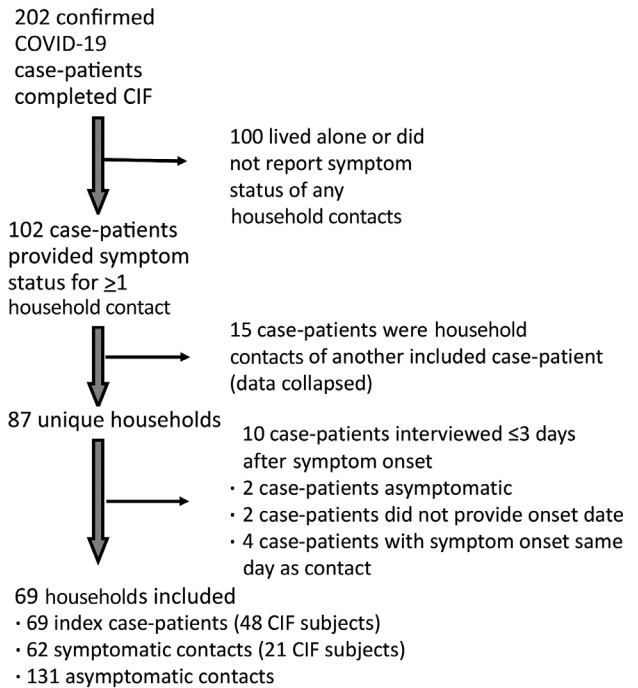 202 confirmed
COVID-19
case-patients
completed CIF
100 lived alone or did
not report symptom
status of any
household contacts
102 case-patients
provided symptom
status for ≥1
household contact
15 case-patients were household
contacts of another included case-patient
(data collapsed)
87 unique households
10 case-patients interviewed ≤3 days
after symptom onset
· 2 case-patients asymptomatic
· 2 case-patients did not provide onset date
· 4 case-patients with symptom onset same
day as contact
69 households included
· 69 index case-patients (48 CIF subjects)
· 62 symptomatic contacts (21 CIF subjects)
· 131 asymptomatic contacts